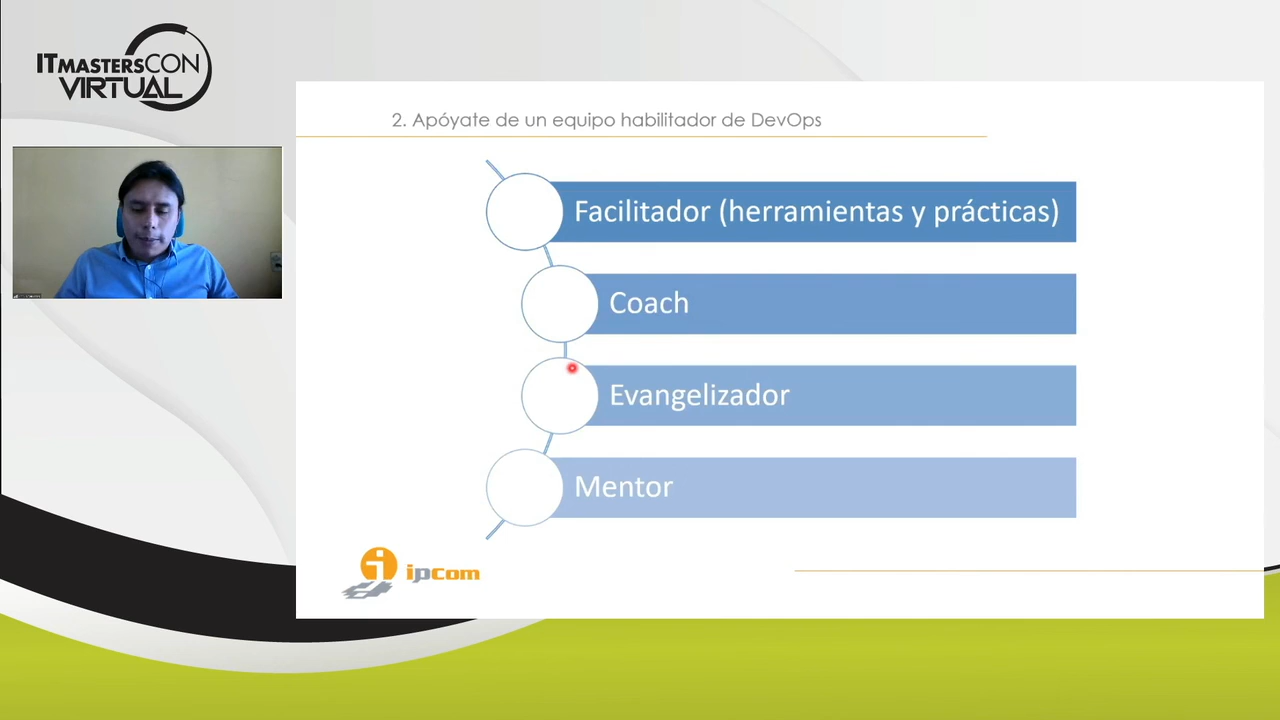 ITMASTERSCON
VIRTUAL
2. Apóyate de un equipo habilitador de DevOps
Facilitador (herramientas y prácticas)
Coach
Evangelizador
Mentor
ipcom